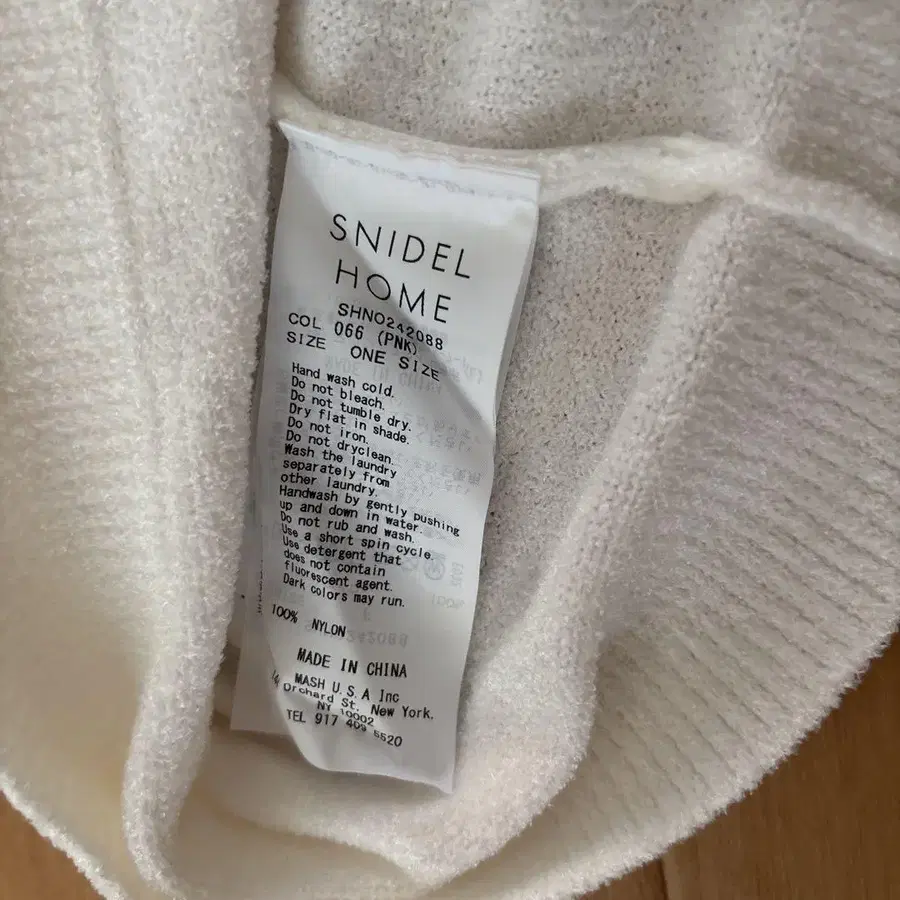 SNIDEL
HOME
SHNO242088
COL 066 (PNK)
SIZE ONE SIZE
Hand wash cold.
Do not bleach.
Do not tumble dry.
Dry flat in shade.
Do not iron.
Do not dryclean.
Wash the laundry
separately from
other laundry.
Handwash by gently pushing
up and down in water.
Do not rub and wash.
Use a short spin cycle.
Use detergent that
does not contain
fluorescent agent.
Dark colors may run.
100% NYLON
MADE IN CHINA
MASH U.S.A Inc
Orchard St. New York.
NY 10002
TEL 917 409 5520